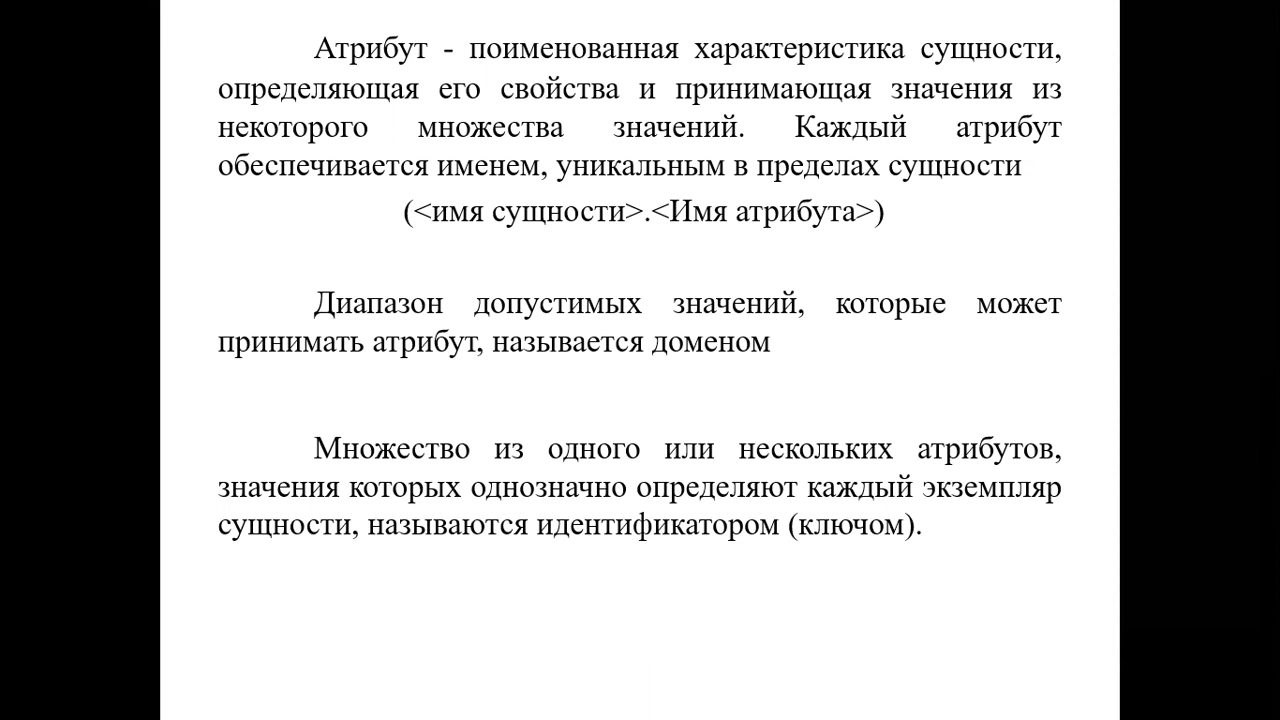 Атрибут - поименованная характеристика сущности,
определяющая его свойства и принимающая значения из
некоторого множества значений. Каждый атрибут
обеспечивается именем, уникальным в пределах сущности
(<имя сущности>.<Имя атрибута>)
Диапазон допустимых значений, которые может
принимать атрибут, называется доменом
Множество из одного или нескольких атрибутов,
значения которых однозначно определяют каждый экземпляр
сущности, называются идентификатором (ключом).